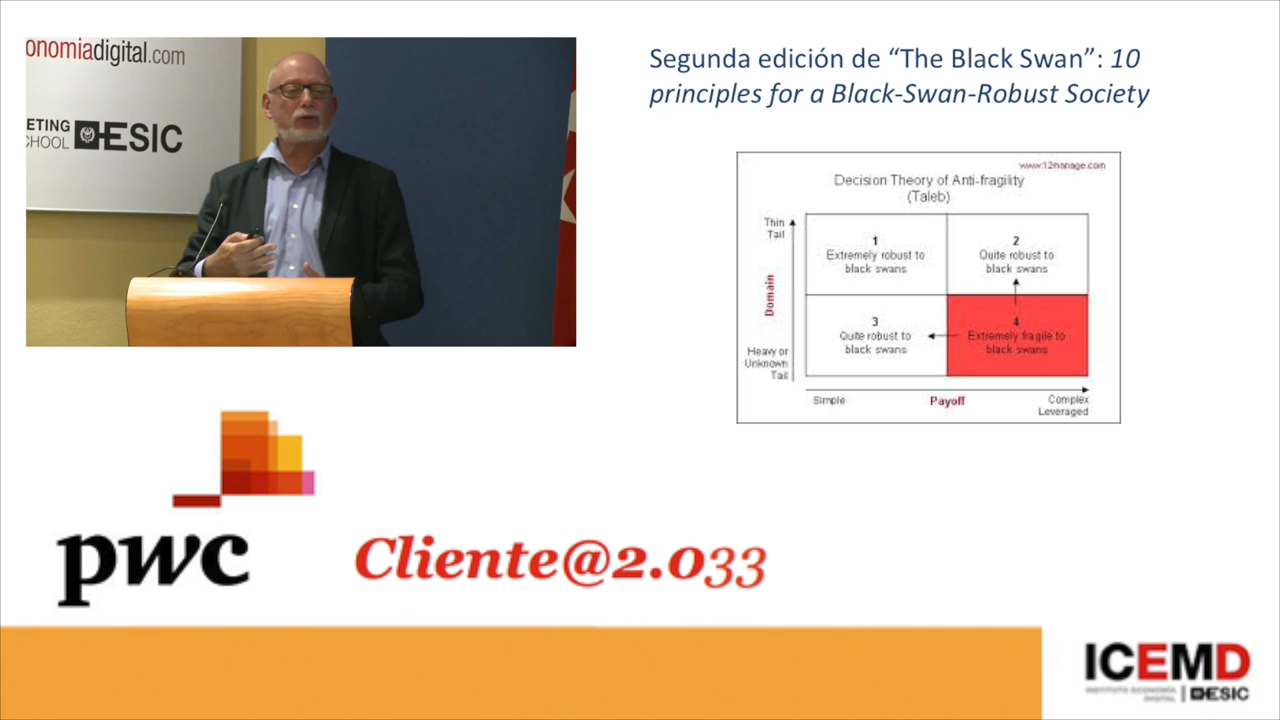 onomiadigital.com
ETING
CHOOL
ESIC
Segunda edición de “The Black Swan”: 10
principles for a Black-Swan-Robust Society
www.12manage.com
Decision Theory of Anti-fragility
(Taleb)
Thin
Tail
Domain
Heavy or
Unknown
Tail
1
Extremely robust to
black swans
2
Quite robust to
black swans
3
Quite robust to
black swans
4
Extremely fragile to
black swans
Simple
Payoff
Complex
Leveraged
pwc
Cliente@2.033
ICEMD
INSTITUTO ECONOMÍA
DIGITAL
ESIC